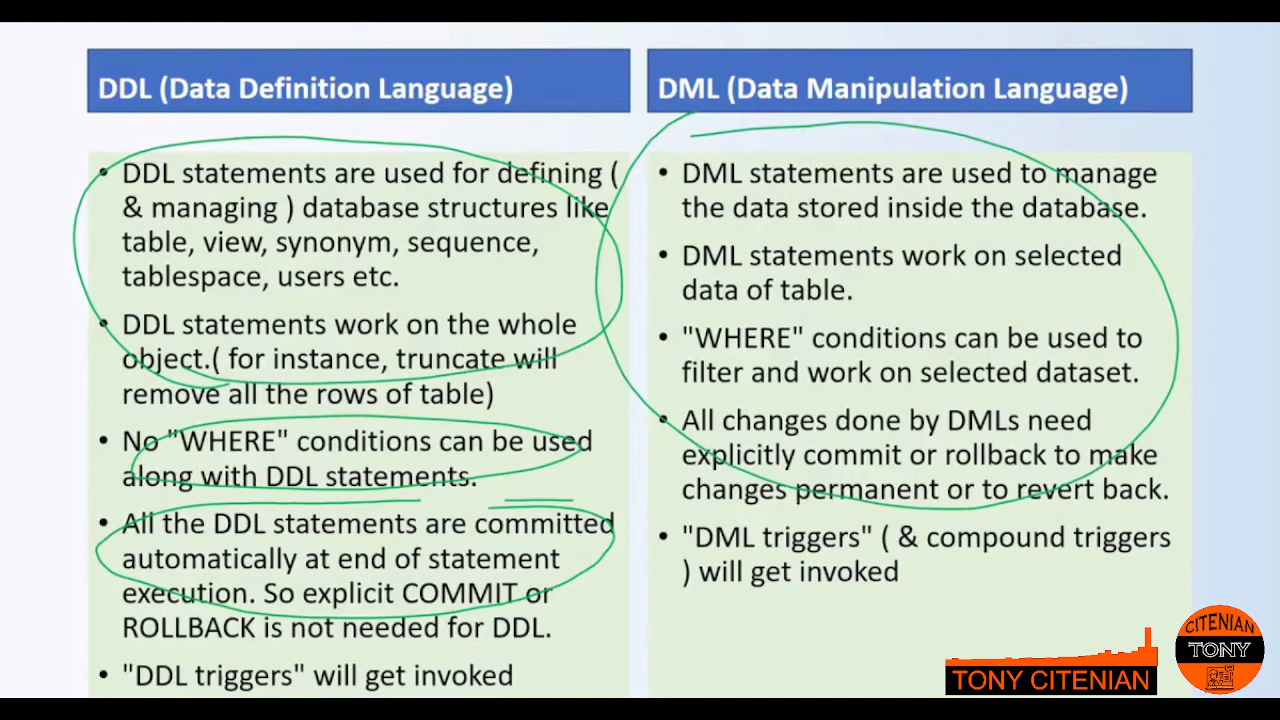 DDL (Data Definition Language)
• DDL statements are used for defining (
& managing ) database structures like
table, view, synonym, sequence,
tablespace, users etc.
• DDL statements work on the whole
object.( for instance, truncate will
remove all the rows of table)
• No "WHERE" conditions can be used
along with DDL statements.
• All the DDL statements are committed
automatically at end of statement
execution. So explicit COMMIT or
ROLLBACK is not needed for DDL.
• "DDL triggers" will get invoked
DML (Data Manipulation Language)
• DML statements are used to manage
the data stored inside the database.
• DML statements work on selected
data of table.
• "WHERE" conditions can be used to
filter and work on selected dataset.
• All changes done by DMLs need
explicitly commit or rollback to make
changes permanent or to revert back.
• "DML triggers" ( & compound triggers
) will get invoked
TONY CITENIAN
CITENIAN
TONY